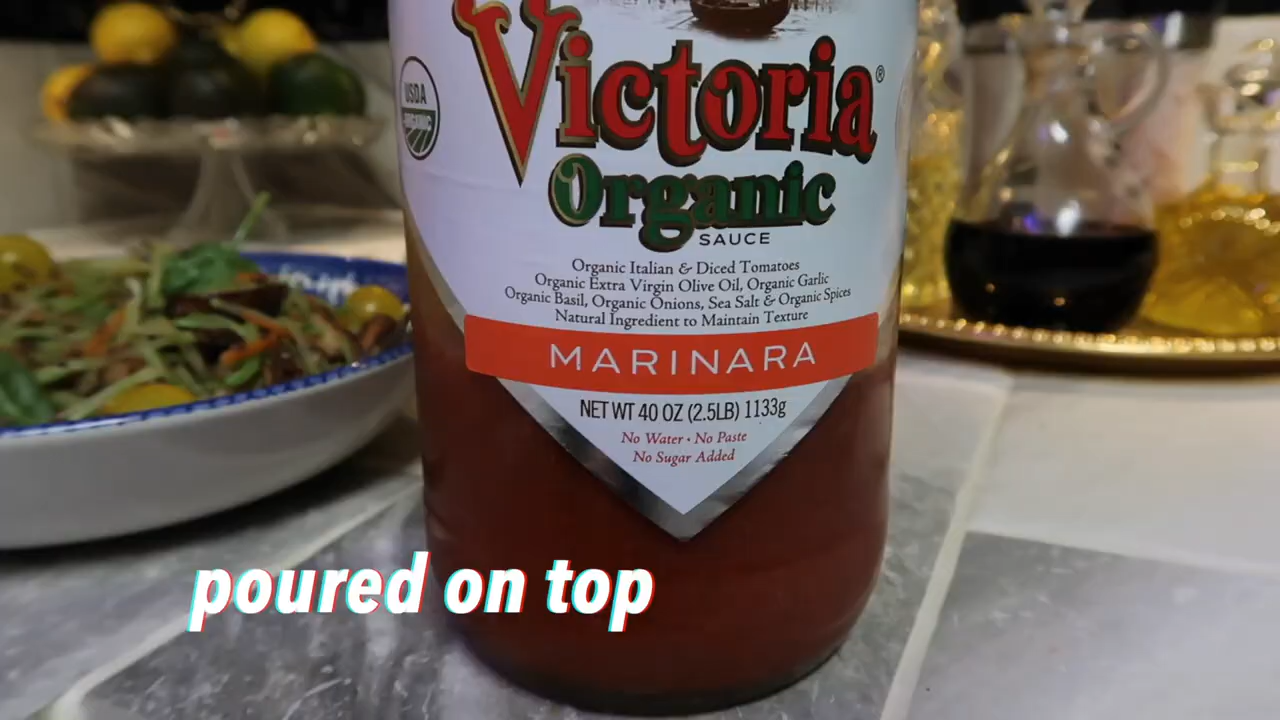 Victoria®
USDA
ORGANIC
Organic
SAUCE
Organic Italian & Diced Tomatoes
Organic Extra Virgin Olive Oil, Organic Garlic
Organic Basil, Organic Onions, Sea Salt & Organic Spices
Natural Ingredient to Maintain Texture
MARINARA
NET WT 40 OZ (2.5LB) 1133g
No Water • No Paste
No Sugar Added
poured on top